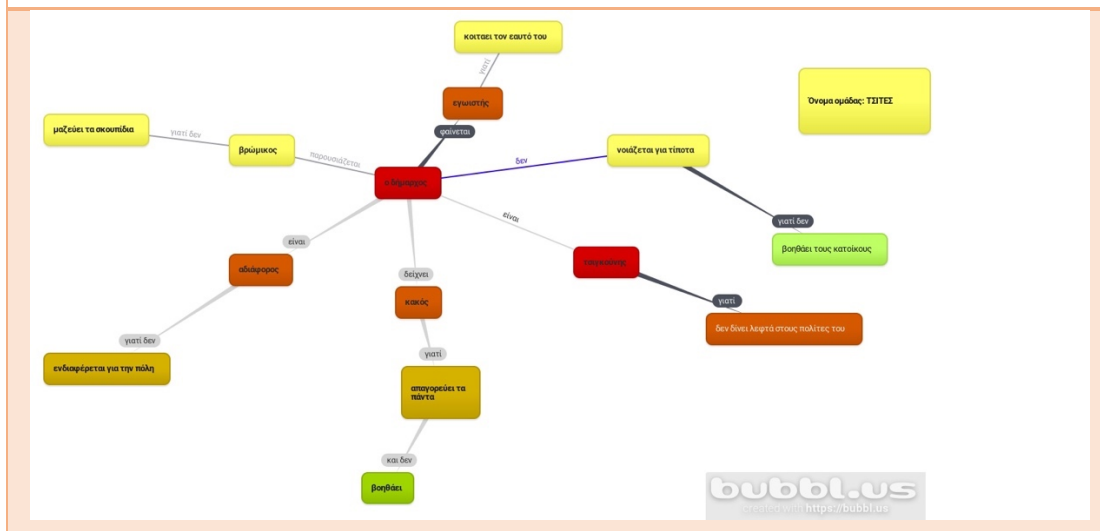 κοιταει τον εαυτό του
γιατί
εγωιστής
φαίνεται
Όνομα ομάδας: ΤΣΙΤΕΣ
μαζεύει τα σκουπίδια
γιατί δεν
βρώμικος
παρουσιάζεται
ο δήμαρχος
δεν
νοιάζεται για τίποτα
γιατί δεν
βοηθάει τους κατοίκους
είναι
τσιγκούνης
γιατί
δεν δίνει λεφτά στους πολίτες του
είναι
αδιάφορος
γιατί δεν
ενδιαφέρεται για την πόλη
δείχνει
κακός
γιατί
απαγορεύει τα
πάντα
και δεν
βοηθάει
bubbl.us
created with https://bubbl.us